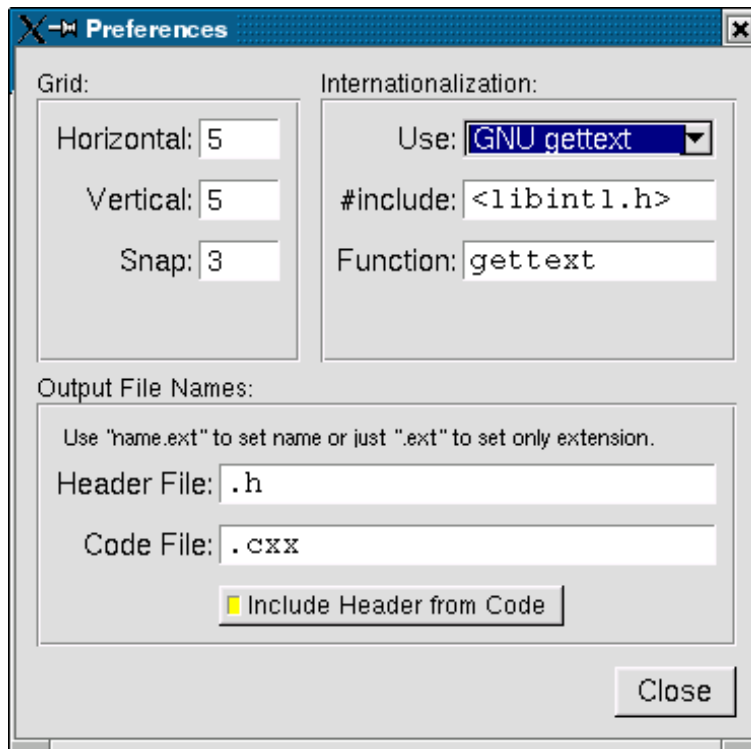 Preferences
Grid:
Horizontal: 5
Vertical: 5
Snap: 3
Internationalization:
Use: GNU gettext
#include: <libintl.h>
Function: gettext
Output File Names:
Use "name.ext" to set name or just ".ext" to set only extension.
Header File: .h
Code File: .cxx
Include Header from Code
Close